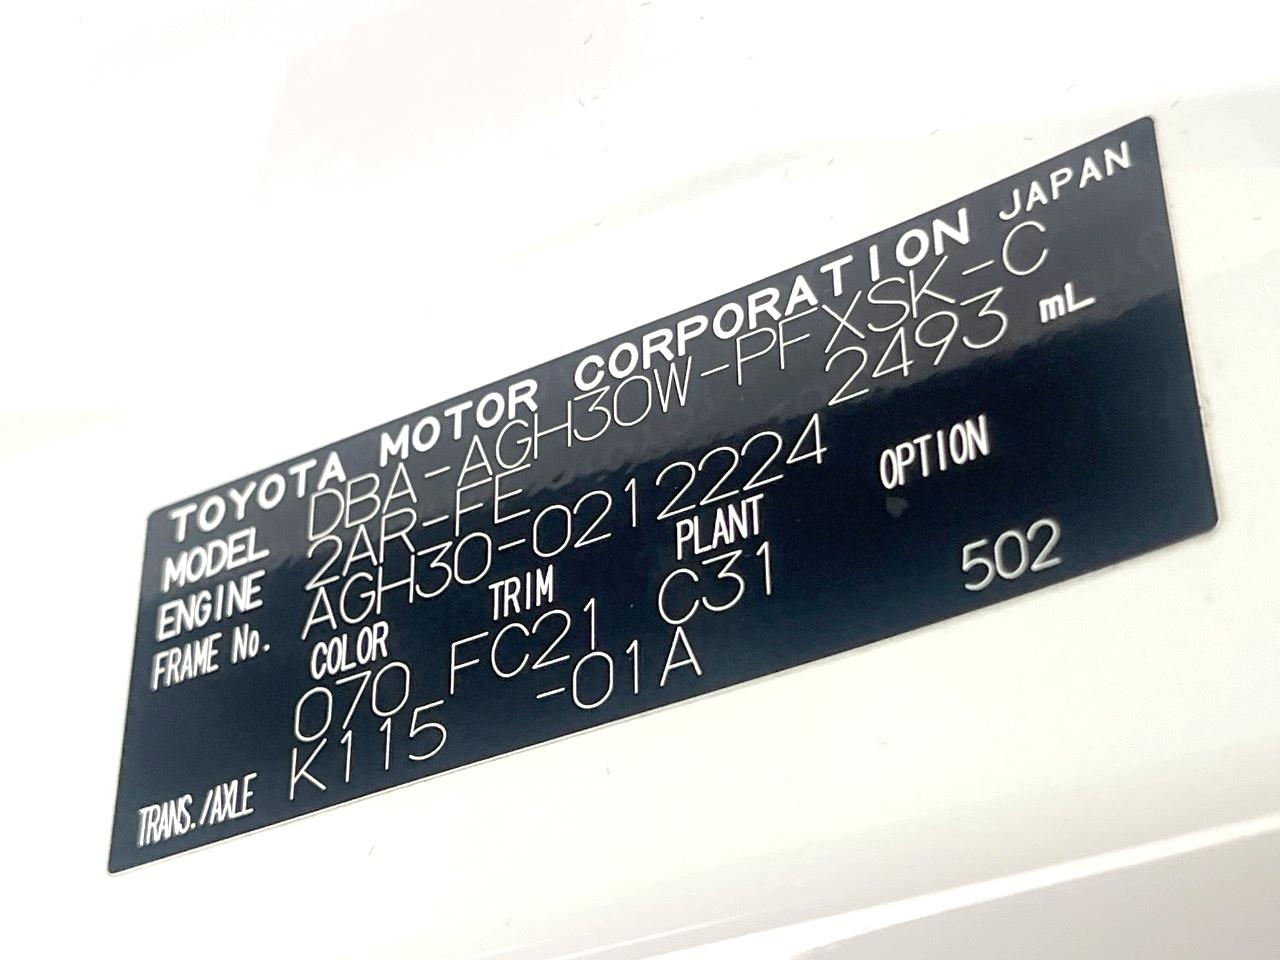 TOYOTA MOTOR CORPORATION JAPAN
MODEL DBA-AGH30W-PFXSK-C
ENGINE 2AR-FE 2493 mL
FRAME No. AGH30-0212224
COLOR TRIM PLANT OPTION
070 FC21 C31 502
TRANS./AXLE K115 -01A